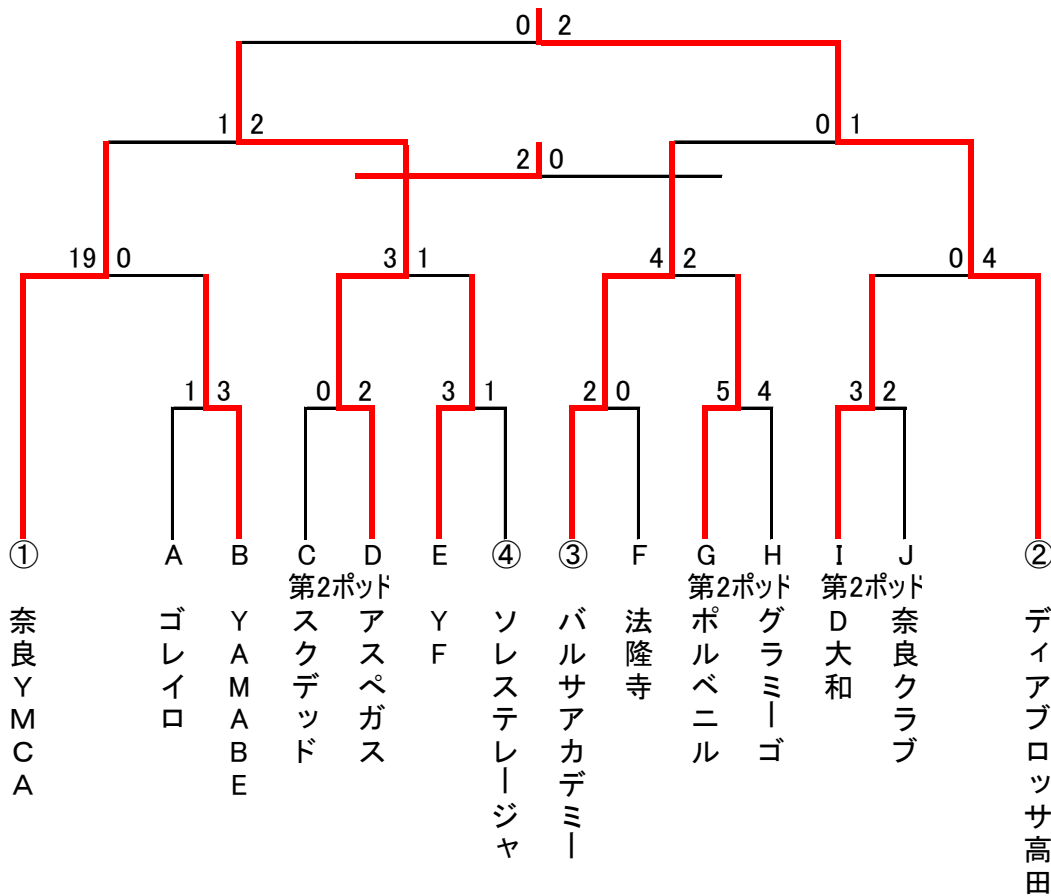 0 2
1 2
0 1
2 0
19 0
3 1
4 2
0 4
1 3
0 2
3 1
2 0
5 4
3 2
① A B C D E ④ ③ F G H I J ②
第2ポッド 第2ポッド 第2ポッド
奈良YMCA
ゴレイロ
YAMABE
スクデッド
アスペガス
YF
ソレステレージャ
バルサアカデミー
法隆寺
ポルベニル
グラミーゴ
D大和
奈良クラブ
ディアブロッサ高田